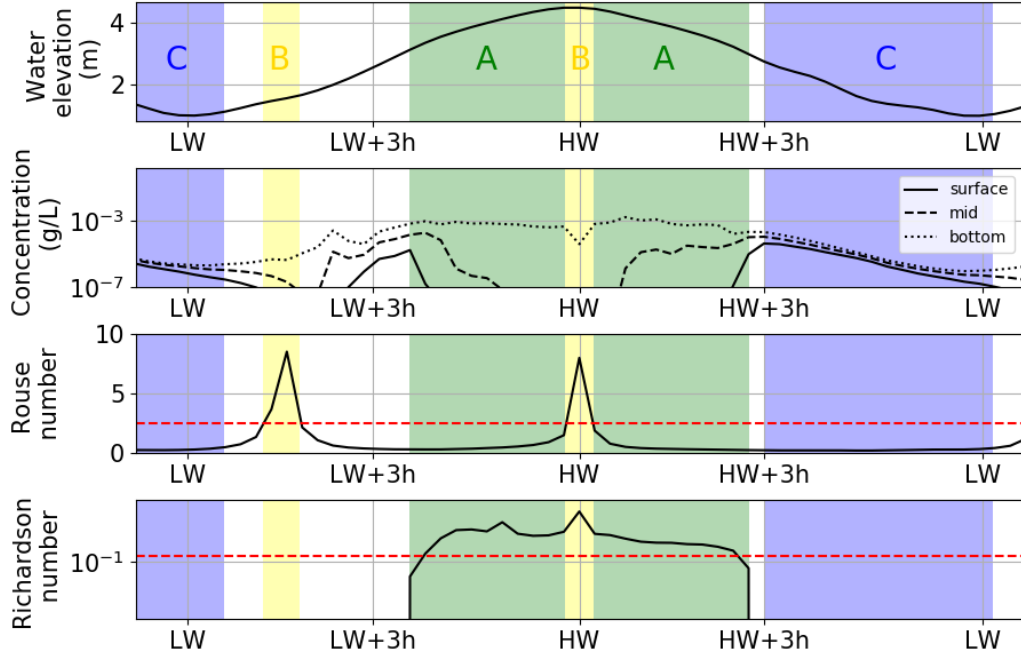 Water
elevation
(m)
4
2
C B A B A C
LW LW+3h HW HW+3h LW
Concentration
(g/L)
10⁻³
10⁻⁷
surface
mid
bottom
LW LW+3h HW HW+3h LW
Rouse
number
10
5
0
LW LW+3h HW HW+3h LW
Richardson
number
10⁻¹
LW LW+3h HW HW+3h LW